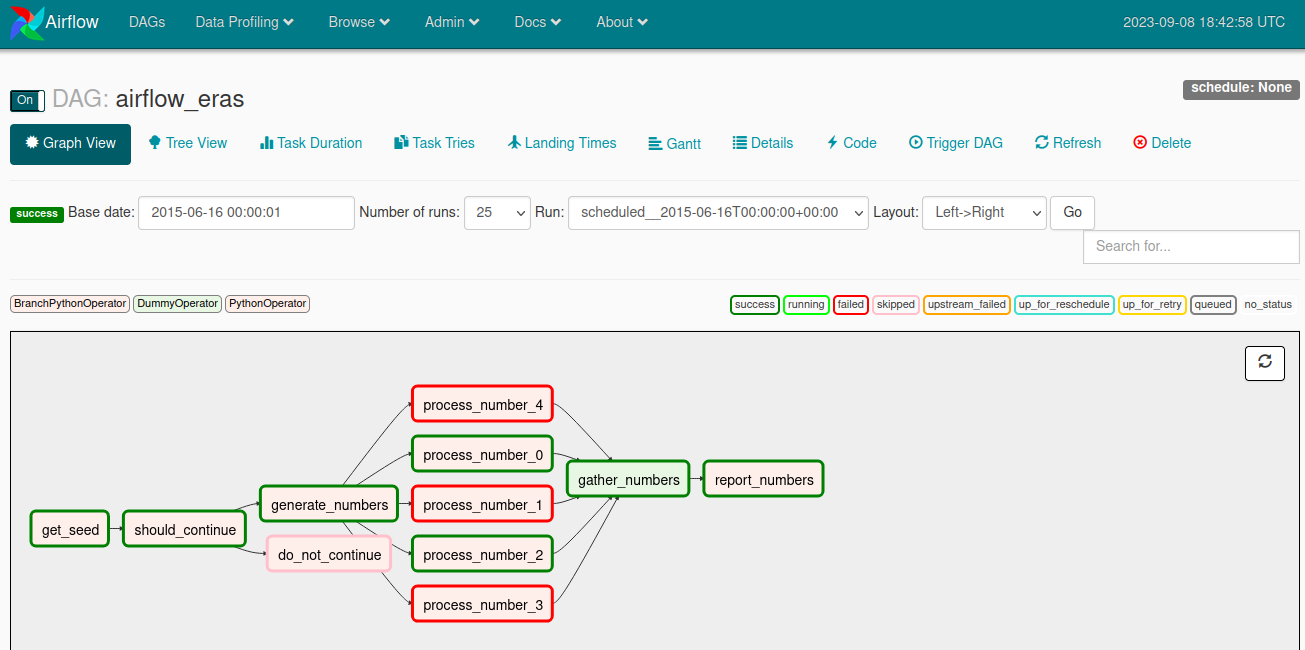 Airflow DAGs Data Profiling Browse Admin Docs About 2023-09-08 18:42:58 UTC
schedule: None
On DAG: airflow_eras
Graph View Tree View Task Duration Task Tries Landing Times Gantt Details Code Trigger DAG Refresh Delete
success Base date: 2015-06-16 00:00:01 Number of runs: 25 Run: scheduled__2015-06-16T00:00:00+00:00 Layout: Left->Right Go
Search for...
BranchPythonOperator DummyOperator PythonOperator success running failed skipped upstream_failed up_for_reschedule up_for_retry queued no_status
process_number_4
process_number_0
gather_numbers report_numbers
generate_numbers process_number_1
get_seed should_continue
do_not_continue process_number_2
process_number_3